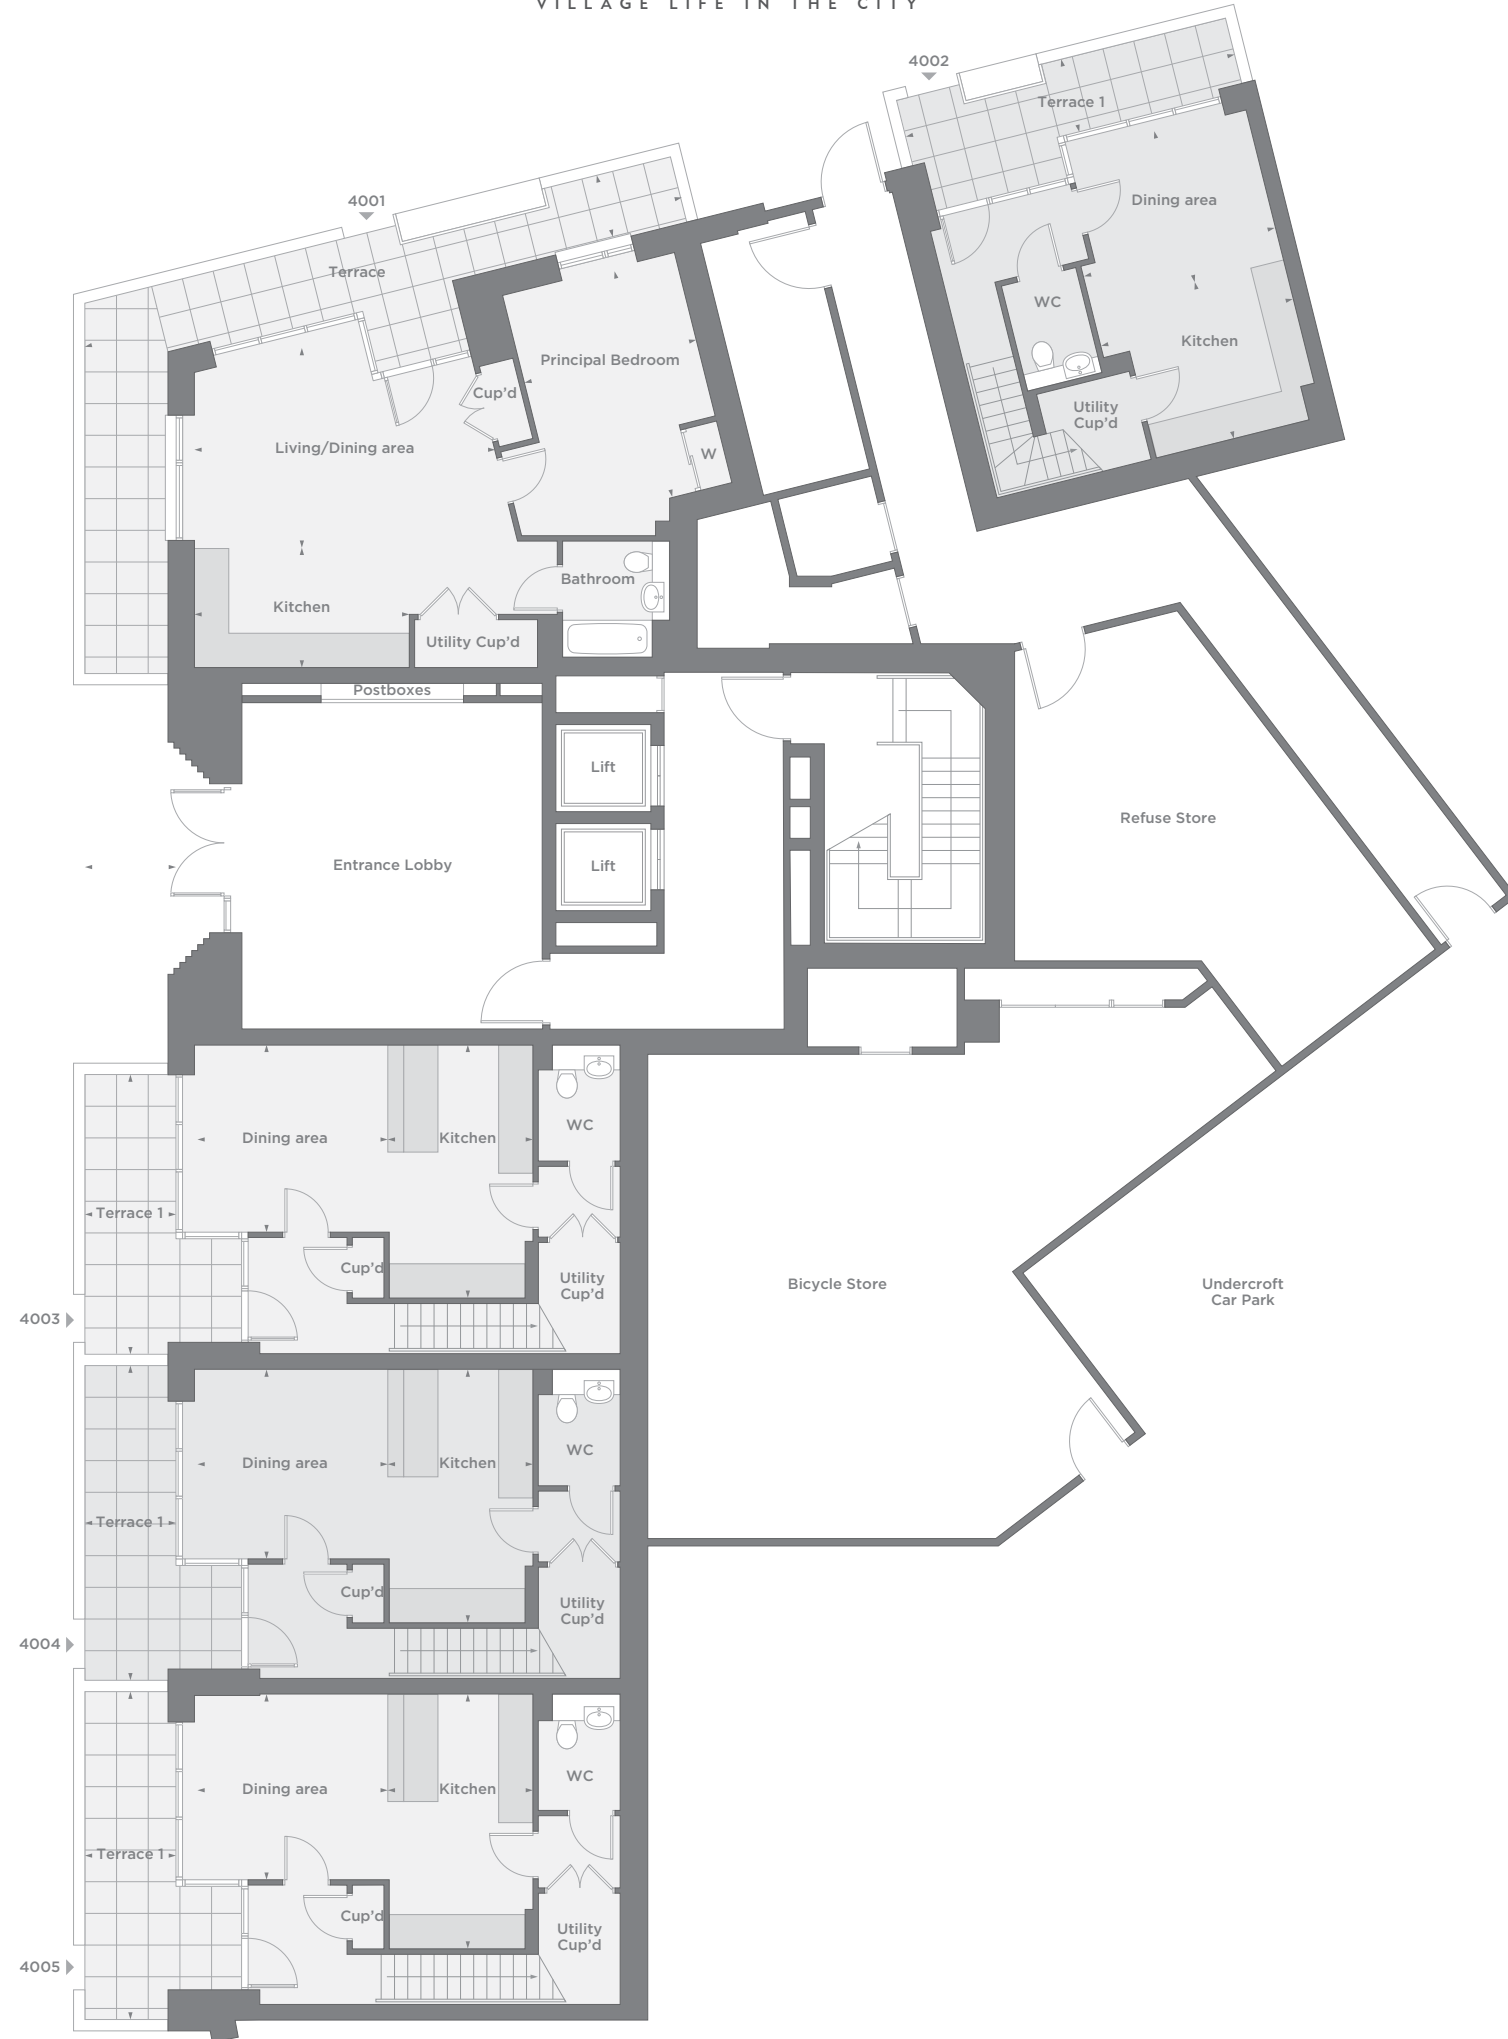 VILLAGE LIFE IN THE CITY
4002
Terrace 1
Dining area
WC
Kitchen
Utility
Cup'd
4001
Terrace
Principal Bedroom
Cup'd
Living/Dining area
W
Bathroom
Kitchen
Utility Cup'd
Postboxes
Lift
Entrance Lobby
Lift
Refuse Store
Dining area
Kitchen
WC
Terrace 1
Cup'd
Utility
Cup'd
4003
Bicycle Store
Undercroft
Car Park
Dining area
Kitchen
WC
Terrace 1
Cup'd
Utility
Cup'd
4004
Dining area
Kitchen
WC
Terrace 1
Cup'd
Utility
Cup'd
4005